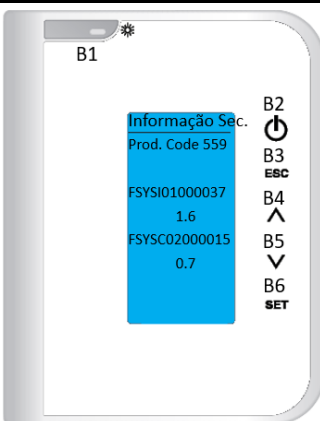 B1
Informação Sec.
Prod. Code 559
FSYSI01000037
1.6
FSYSC02000015
0.7
B2
B3
ESC
B4
B5
B6
SET